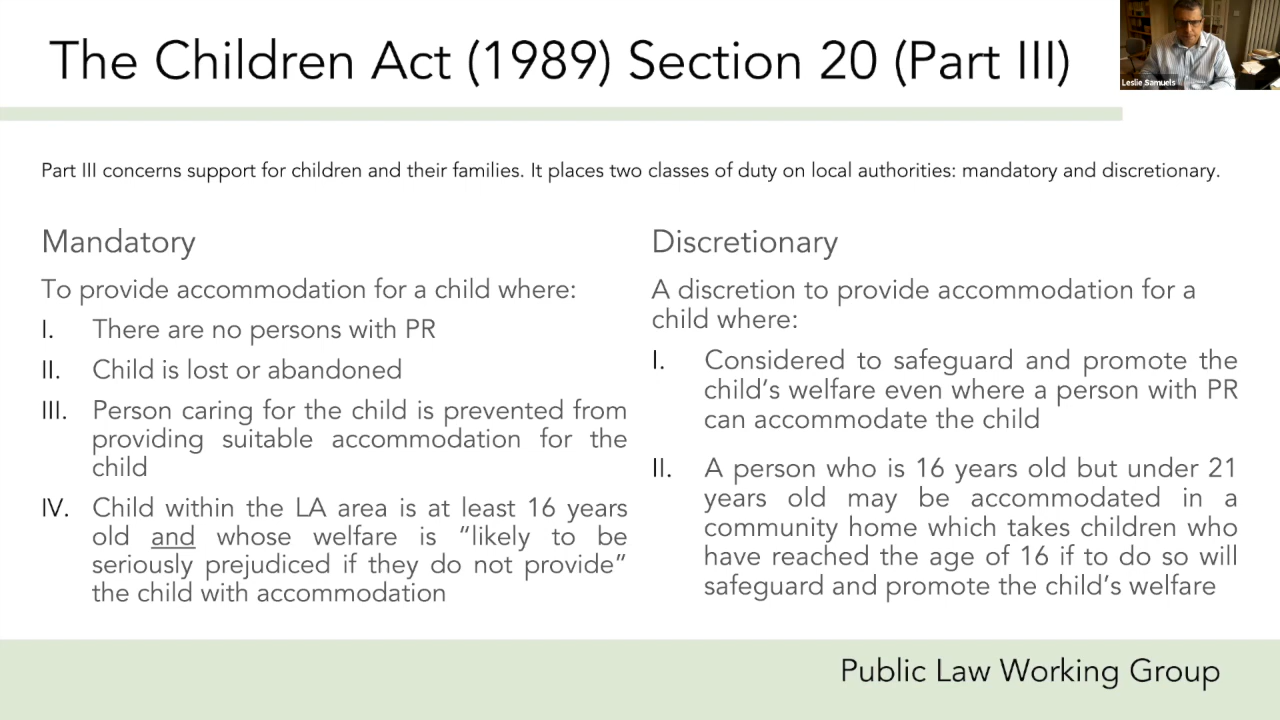 The Children Act (1989) Section 20 (Part III)
Leslie Samuels
Part III concerns support for children and their families. It places two classes of duty on local authorities: mandatory and discretionary.
Mandatory
To provide accommodation for a child where:
I. There are no persons with PR
II. Child is lost or abandoned
III. Person caring for the child is prevented from
providing suitable accommodation for the
child
IV. Child within the LA area is at least 16 years
old and whose welfare is “likely to be
seriously prejudiced if they do not provide”
the child with accommodation
Discretionary
A discretion to provide accommodation for a
child where:
I. Considered to safeguard and promote the
child’s welfare even where a person with PR
can accommodate the child
II. A person who is 16 years old but under 21
years old may be accommodated in a
community home which takes children who
have reached the age of 16 if to do so will
safeguard and promote the child’s welfare
Public Law Working Group